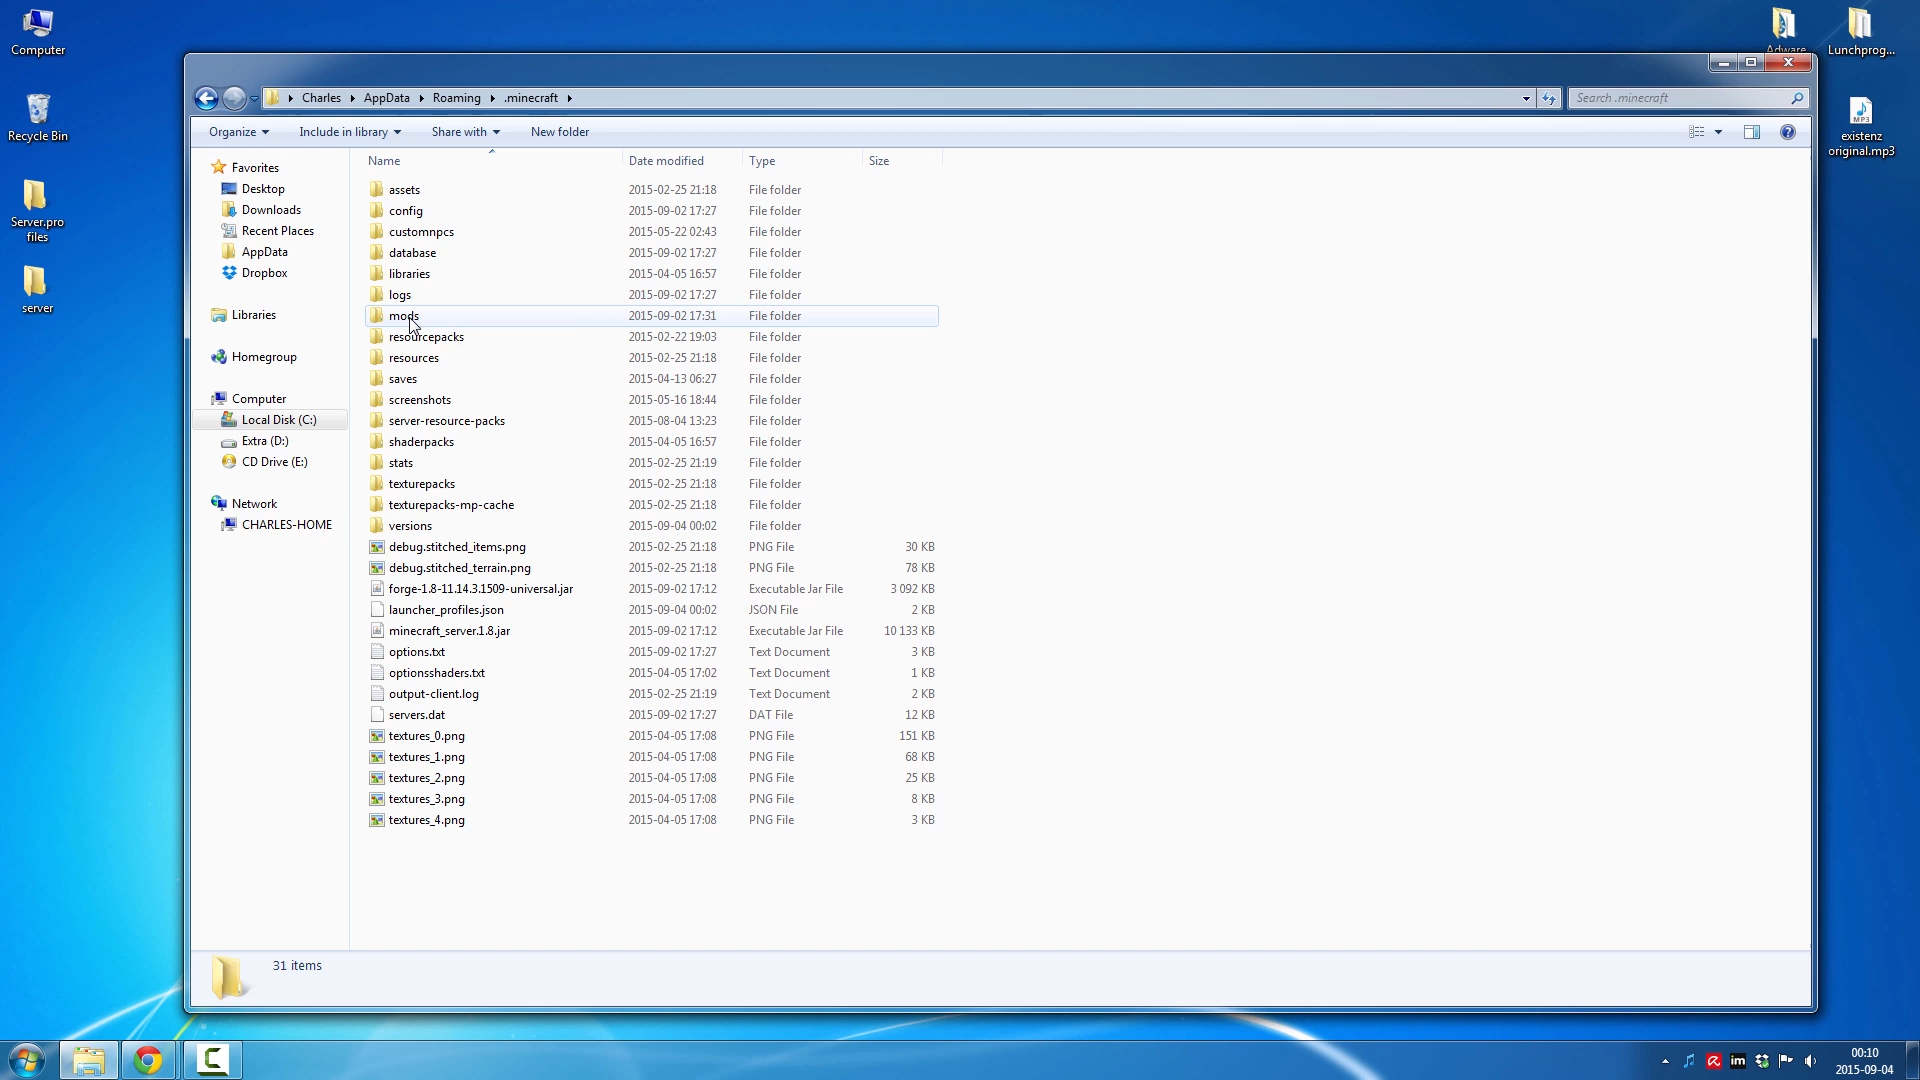 Computer
Recycle Bin
Server.pro
files
server
Adware
Lunchprog...
existenz
original.mp3
MP3
Charles
AppData
Roaming
.minecraft
Search .minecraft
Organize
Include in library
Share with
New folder
Favorites
Desktop
Downloads
Recent Places
AppData
Dropbox
Libraries
Homegroup
Computer
Local Disk (C:)
Extra (D:)
CD Drive (E:)
Network
CHARLES-HOME
Name Date modified Type Size
assets 2015-02-25 21:18 File folder
config 2015-09-02 17:27 File folder
customnpcs 2015-05-22 02:43 File folder
database 2015-09-02 17:27 File folder
libraries 2015-04-05 16:57 File folder
logs 2015-09-02 17:27 File folder
mods 2015-09-02 17:31 File folder
resourcepacks 2015-02-22 19:03 File folder
resources 2015-02-25 21:18 File folder
saves 2015-04-13 06:27 File folder
screenshots 2015-05-16 18:44 File folder
server-resource-packs 2015-08-04 13:23 File folder
shaderpacks 2015-04-05 16:57 File folder
stats 2015-02-25 21:19 File folder
texturepacks 2015-02-25 21:18 File folder
texturepacks-mp-cache 2015-02-25 21:18 File folder
versions 2015-09-04 00:02 File folder
debug.stitched_items.png 2015-02-25 21:18 PNG File 30 KB
debug.stitched_terrain.png 2015-02-25 21:18 PNG File 78 KB
forge-1.8-11.14.3.1509-universal.jar 2015-09-02 17:12 Executable Jar File 3 092 KB
launcher_profiles.json 2015-09-04 00:02 JSON File 2 KB
minecraft_server.1.8.jar 2015-09-02 17:12 Executable Jar File 10 133 KB
options.txt 2015-09-02 17:27 Text Document 3 KB
optionsshaders.txt 2015-04-05 17:02 Text Document 1 KB
output-client.log 2015-02-25 21:19 Text Document 2 KB
servers.dat 2015-09-02 17:27 DAT File 12 KB
textures_0.png 2015-04-05 17:08 PNG File 151 KB
textures_1.png 2015-04-05 17:08 PNG File 68 KB
textures_2.png 2015-04-05 17:08 PNG File 25 KB
textures_3.png 2015-04-05 17:08 PNG File 8 KB
textures_4.png 2015-04-05 17:08 PNG File 3 KB
31 items
im
00:10
2015-09-04